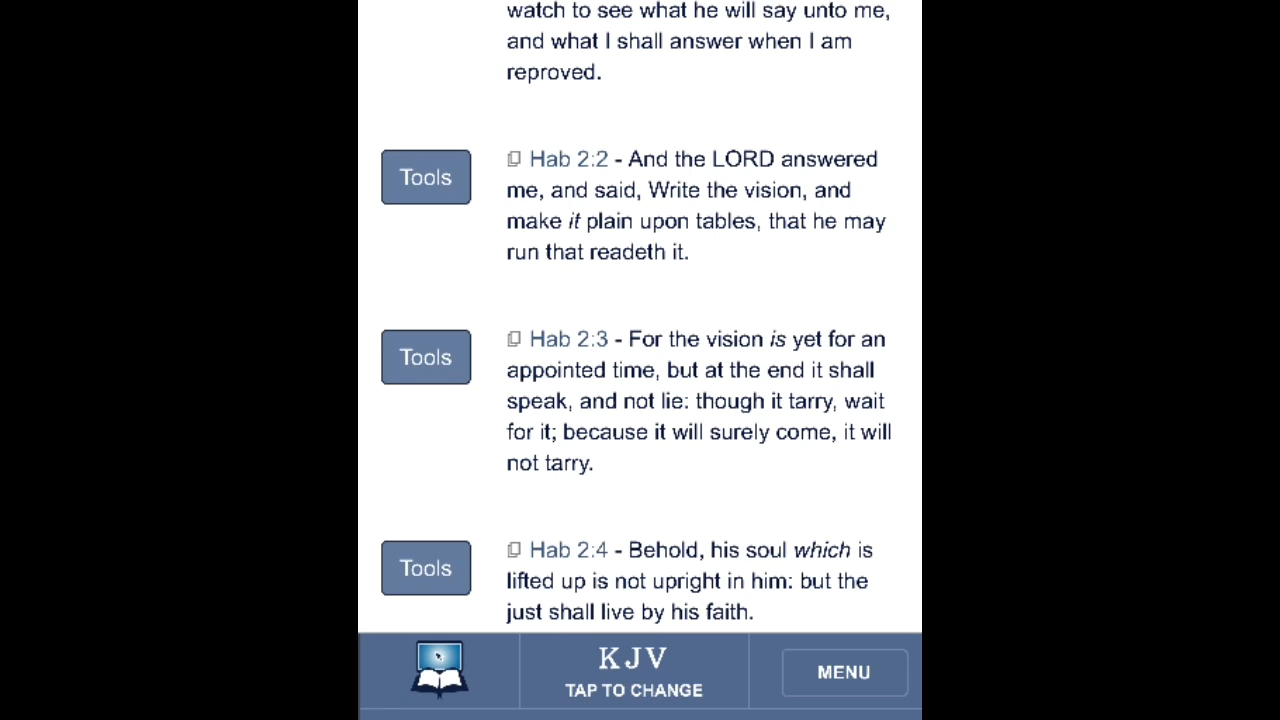 watch to see what he will say unto me,
and what I shall answer when I am
reproved.
Tools
Hab 2:2 - And the LORD answered
me, and said, Write the vision, and
make it plain upon tables, that he may
run that readeth it.
Tools
Hab 2:3 - For the vision is yet for an
appointed time, but at the end it shall
speak, and not lie: though it tarry, wait
for it; because it will surely come, it will
not tarry.
Tools
Hab 2:4 - Behold, his soul which is
lifted up is not upright in him: but the
just shall live by his faith.
KJV
TAP TO CHANGE
MENU